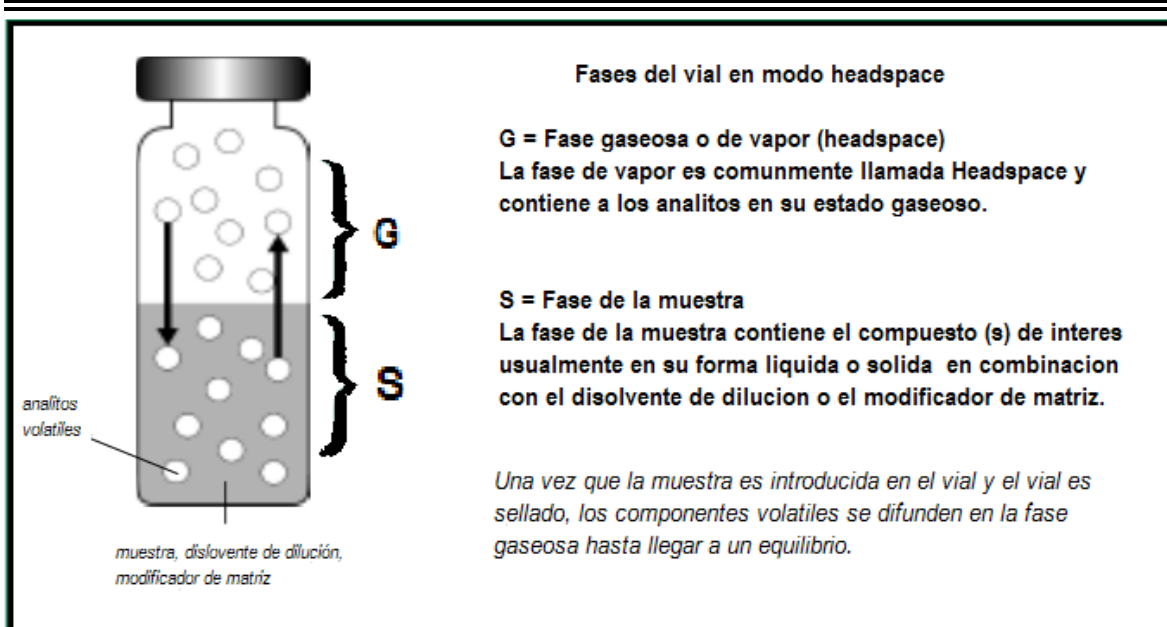 Fases del vial en modo headspace
G = Fase gaseosa o de vapor (headspace)
La fase de vapor es comunmente llamada Headspace y
contiene a los analitos en su estado gaseoso.
G
S = Fase de la muestra
La fase de la muestra contiene el compuesto (s) de interes
usualmente en su forma liquida o solida en combinacion
con el disolvente de dilucion o el modificador de matriz.
S
analitos
volatiles
Una vez que la muestra es introducida en el vial y el vial es
sellado, los componentes volatiles se difunden en la fase
gaseosa hasta llegar a un equilibrio.
muestra, dislovente de dilución,
modificador de matriz